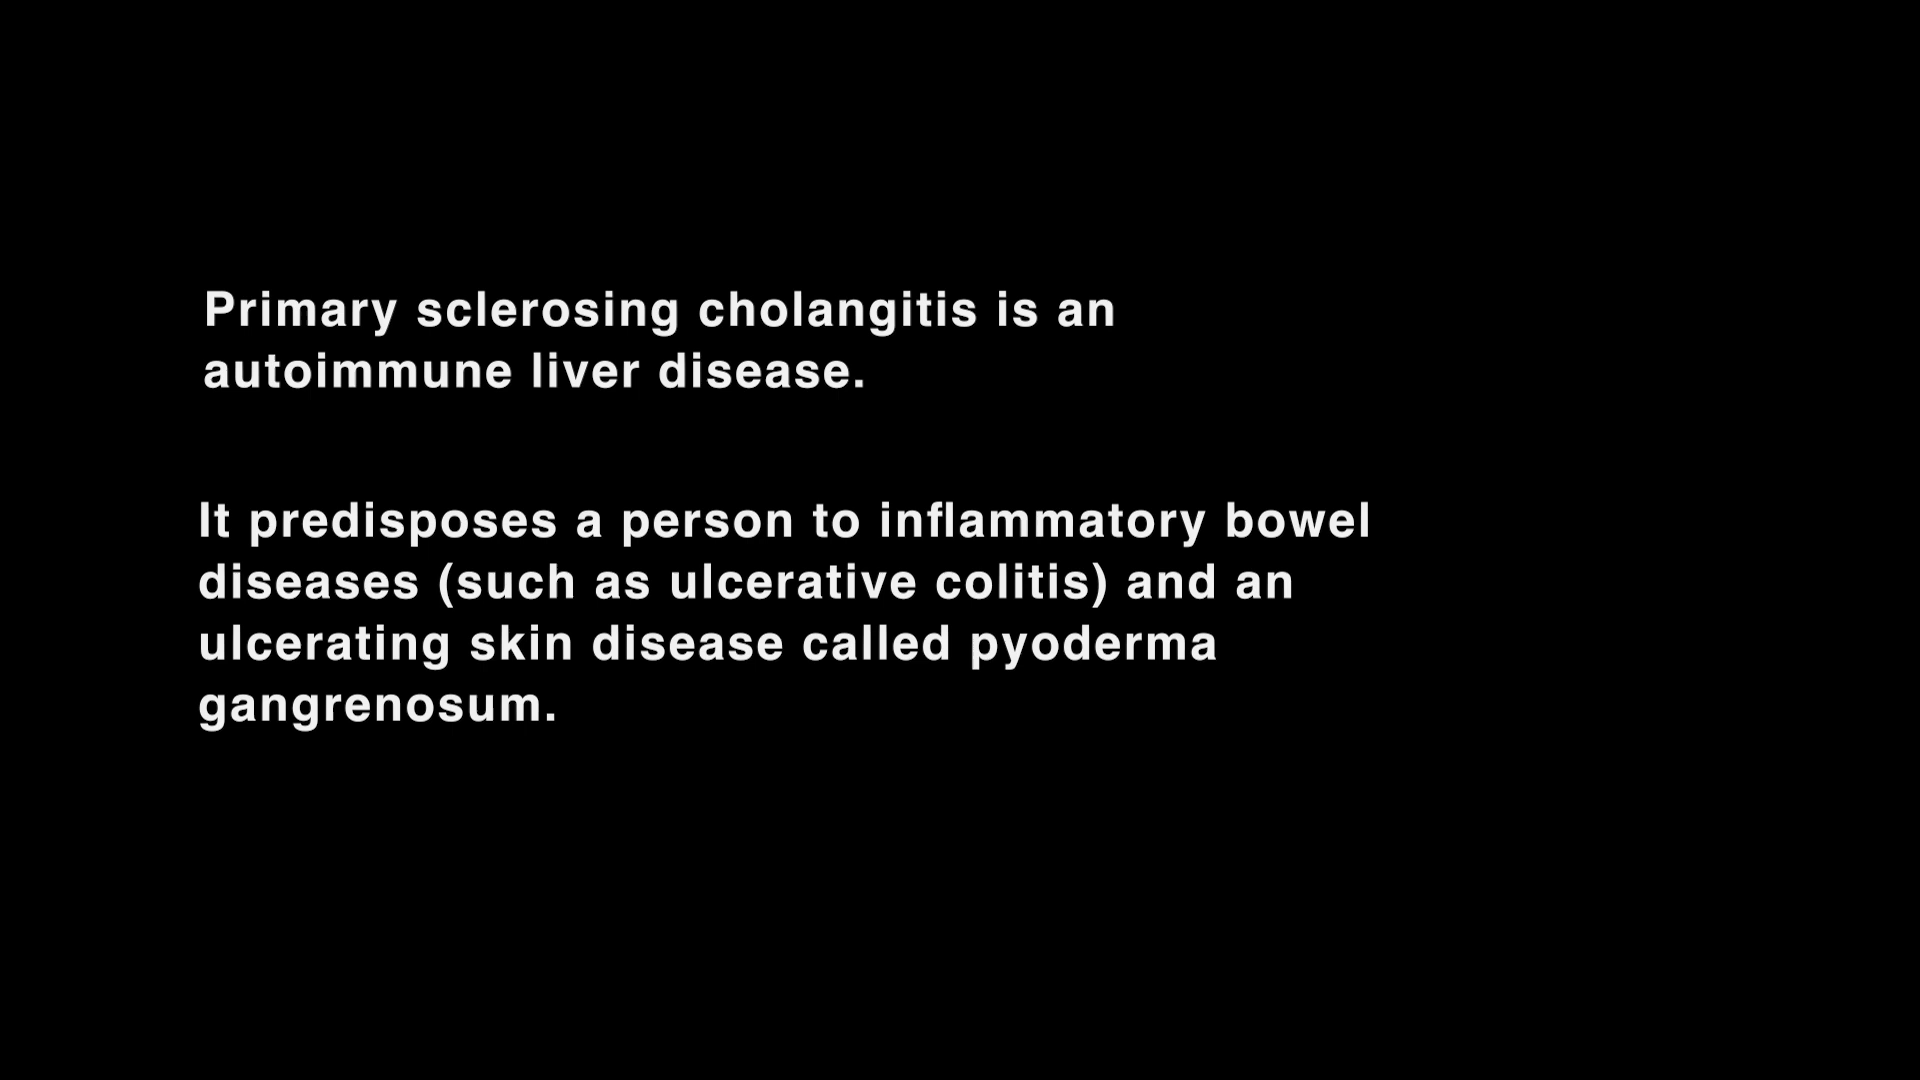 Primary sclerosing cholangitis is an
autoimmune liver disease.
It predisposes a person to inflammatory bowel
diseases (such as ulcerative colitis) and an
ulcerating skin disease called pyoderma
gangrenosum.